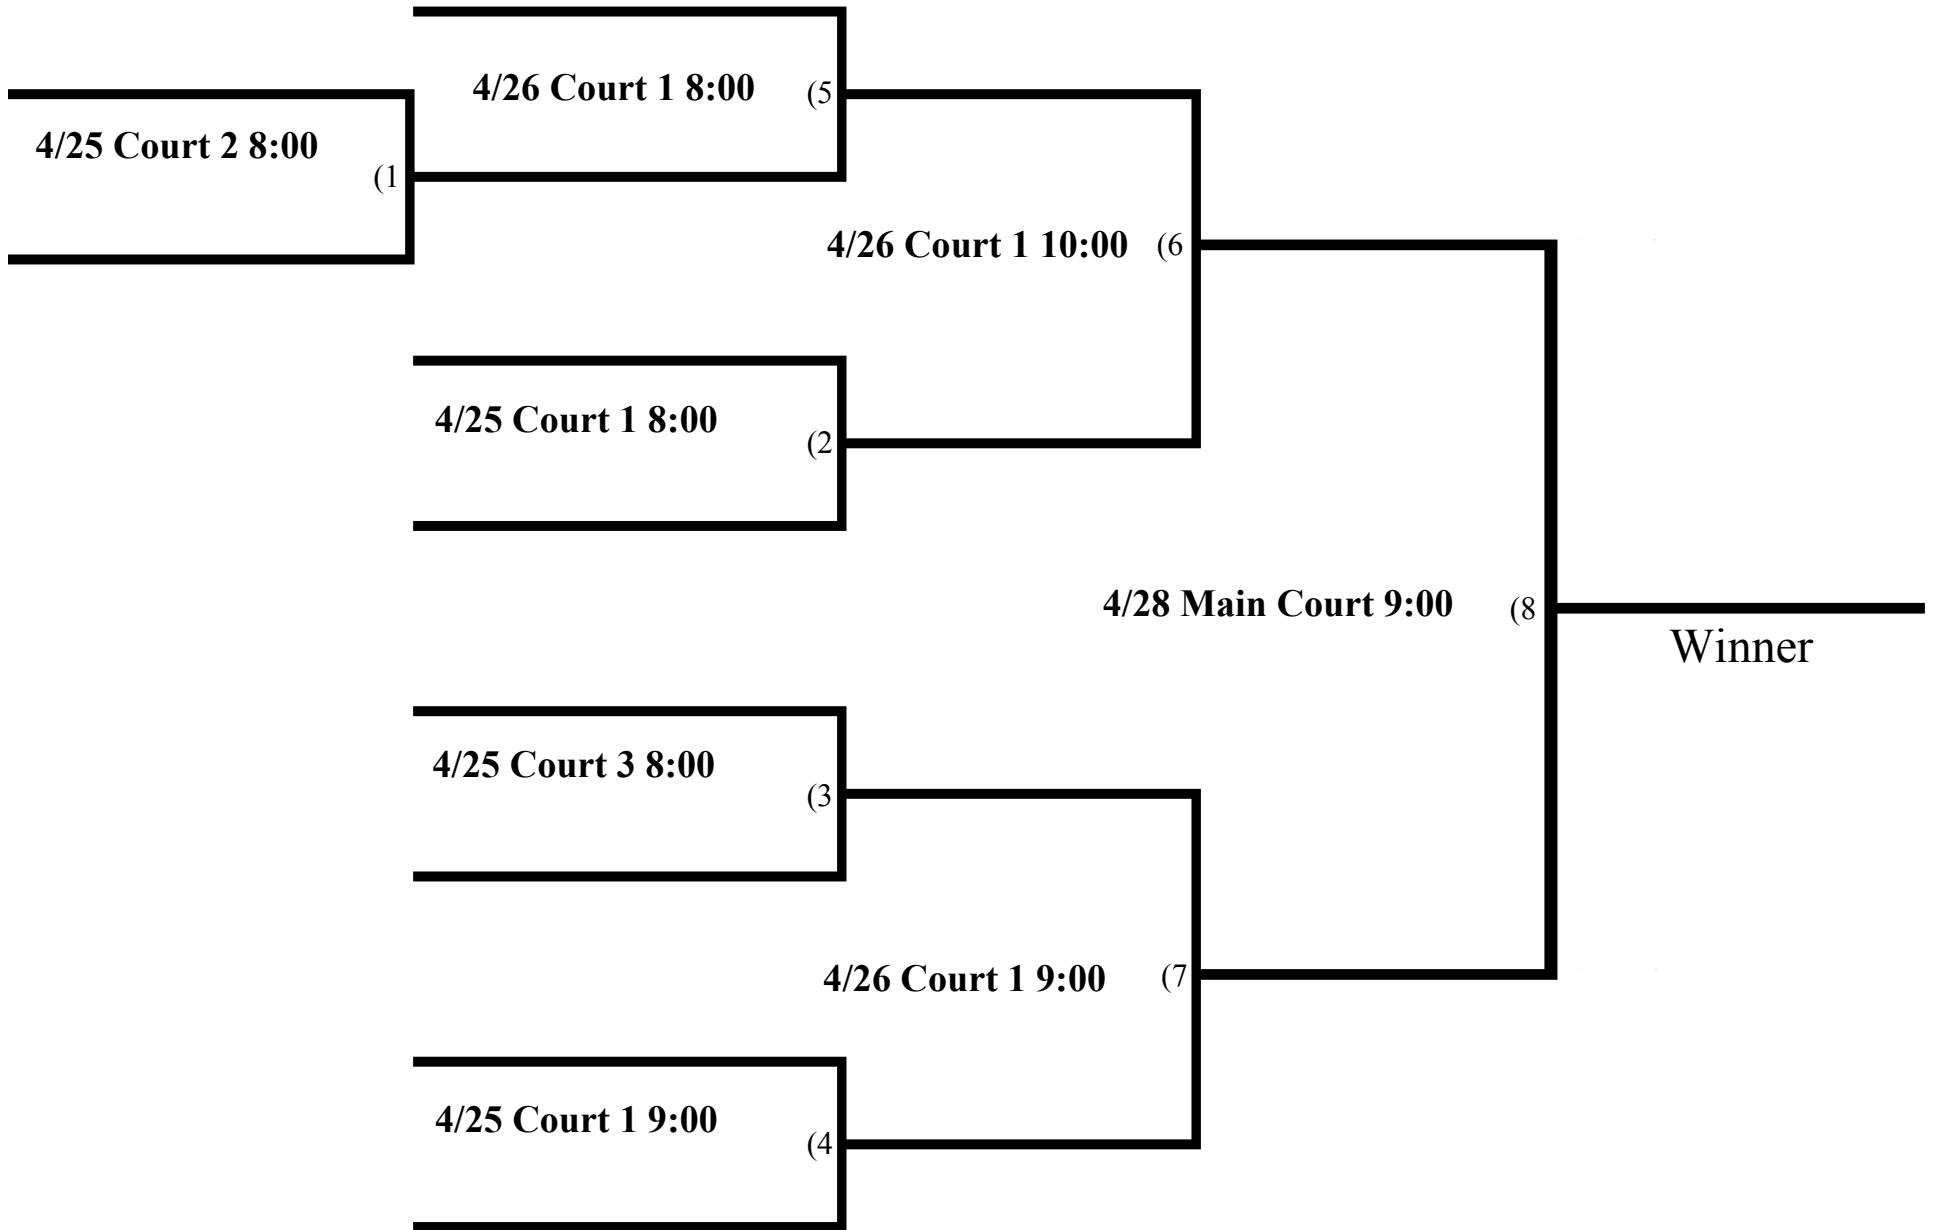 4/26 Court 1 8:00
(5
4/25 Court 2 8:00
(1
4/26 Court 1 10:00
(6
4/25 Court 1 8:00
(2
4/28 Main Court 9:00
(8
Winner
4/25 Court 3 8:00
(3
4/26 Court 1 9:00
(7
4/25 Court 1 9:00
(4